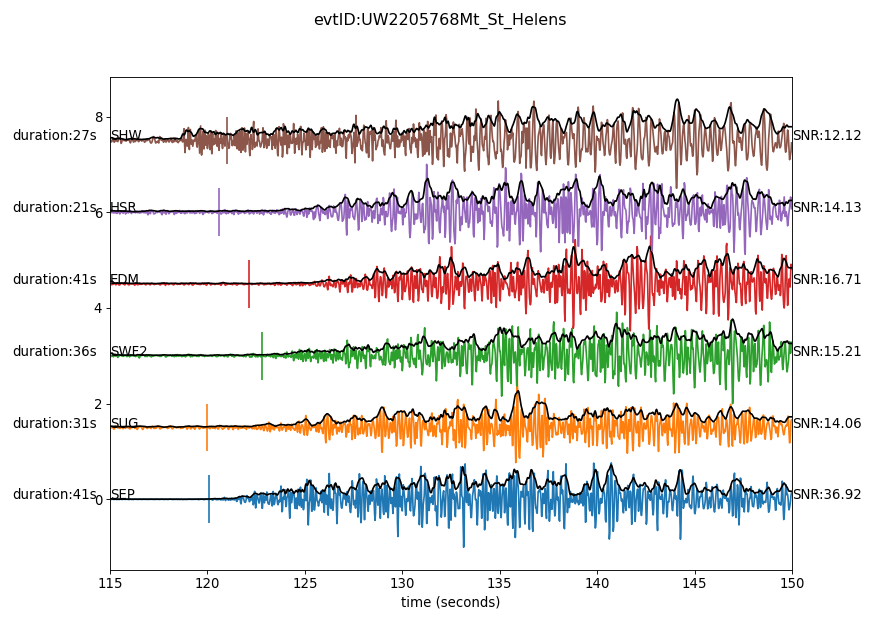 evtID:UW2205768Mt_St_Helens
8
duration:27s SHW SNR:12.12
duration:21s HSR SNR:14.13
6
duration:41s EDM SNR:16.71
4
duration:36s SWF2 SNR:15.21
2
duration:31s SUG SNR:14.06
duration:41s SEP SNR:36.92
0
115 120 125 130 135 140 145 150
time (seconds)